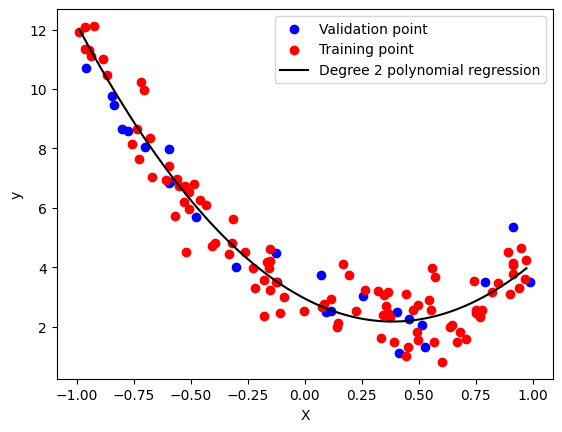 Validation point
Training point
Degree 2 polynomial regression
12
10
8
6
4
2
y
−1.00 −0.75 −0.50 −0.25 0.00 0.25 0.50 0.75 1.00
X